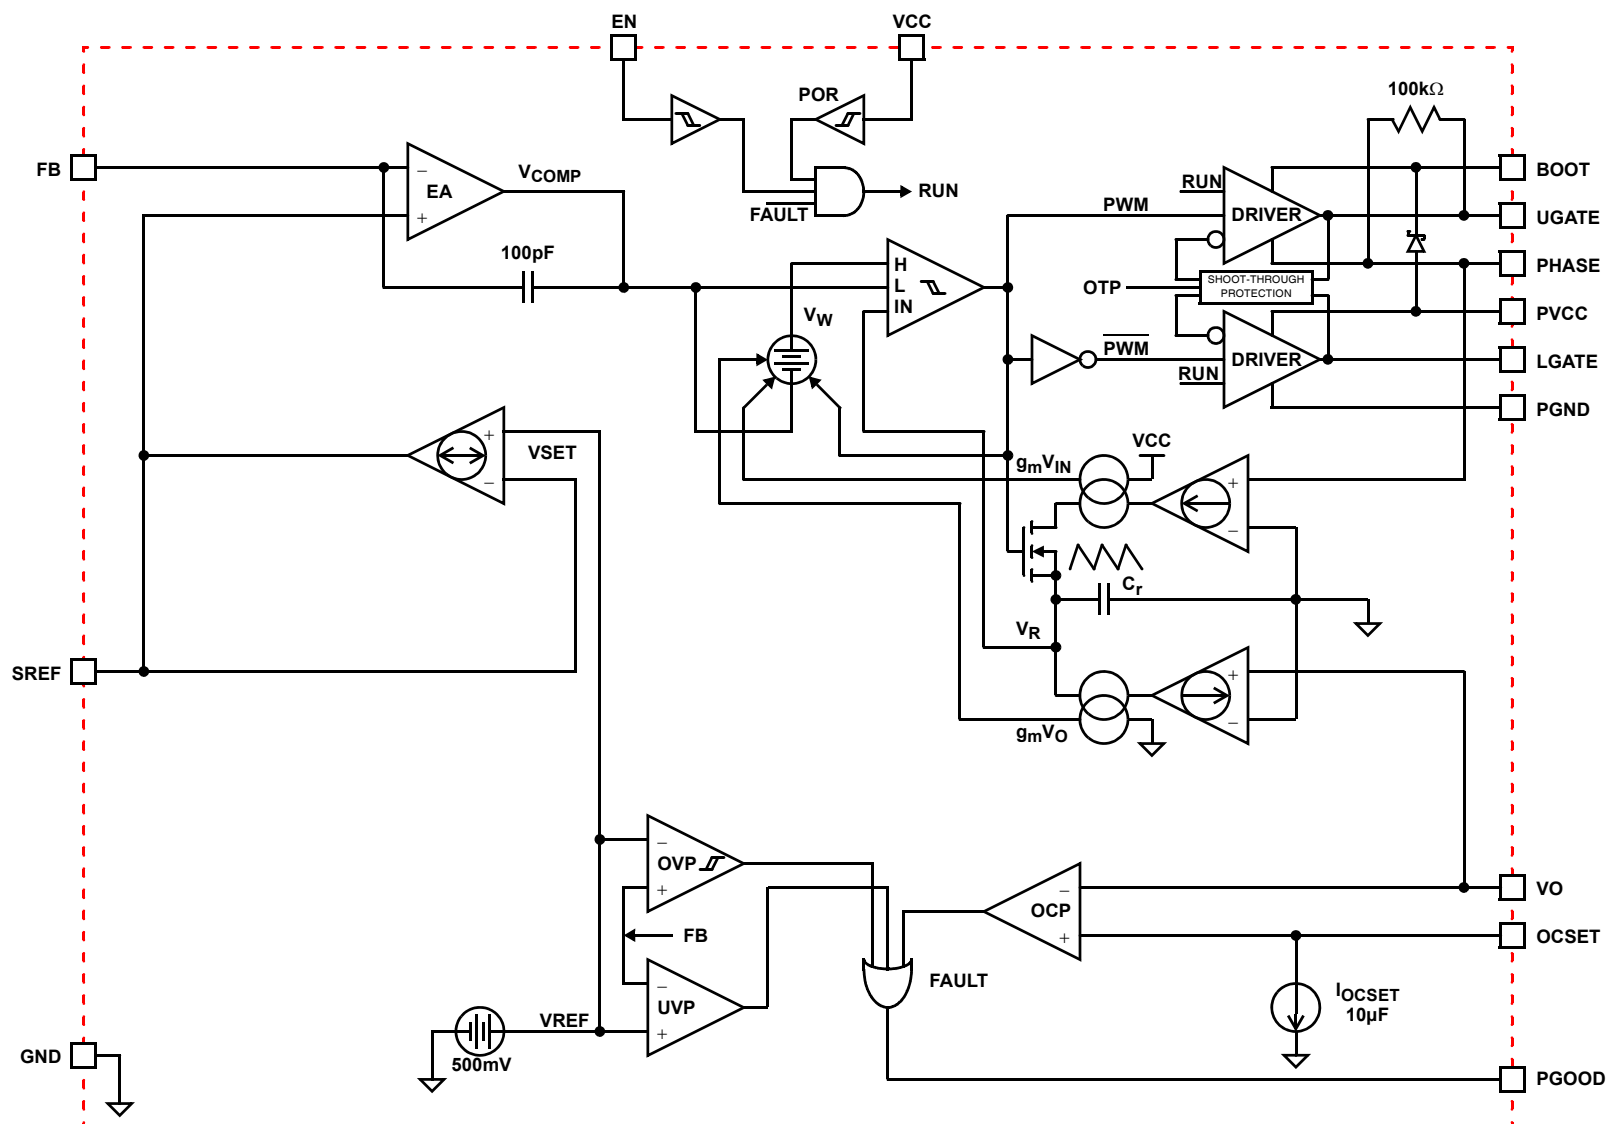 EN
VCC
POR
100kΩ
FB
−
EA
+
VCOMP
RUN
FAULT
100pF
PWM
RUN
DRIVER
BOOT
UGATE
PHASE
H
L
IN
OTP
SHOOT-THROUGH
PROTECTION
PVCC
VW
PWM
DRIVER
RUN
LGATE
PGND
+
VSET
−
VCC
gmVIN
+
−
Cr
VR
SREF
+
−
gmVO
−
OVP
+
FB
−
UVP
+
VREF
500mV
−
OCP
+
FAULT
VO
OCSET
IOCSET
10µF
GND
PGOOD